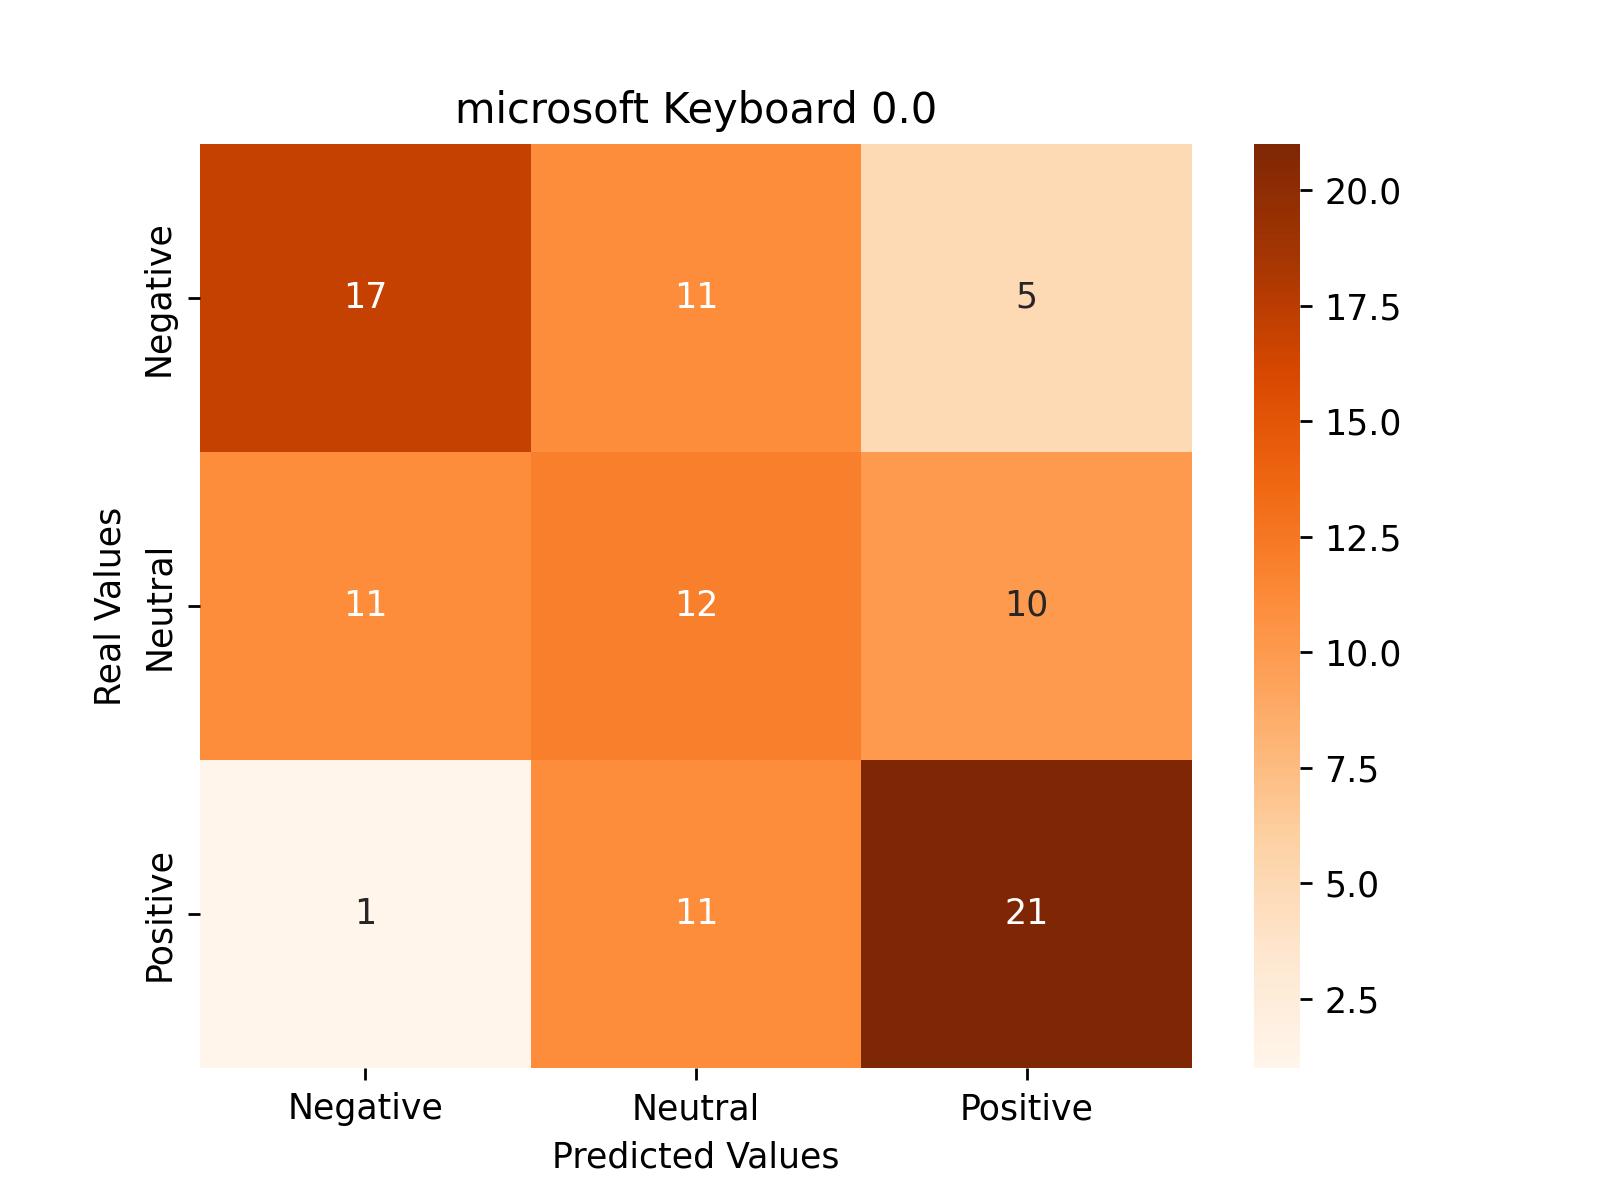 microsoft Keyboard 0.0
Real Values
Negative
17 11 5
Neutral
11 12 10
Positive
1 11 21
Negative Neutral Positive
Predicted Values
20.0
17.5
15.0
12.5
10.0
7.5
5.0
2.5